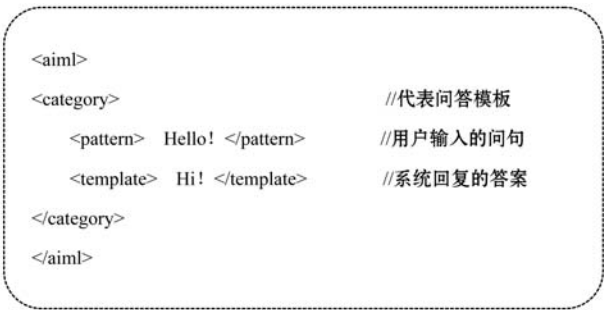 <aiml>
<category> //代表问答模板
<pattern> Hello！</pattern> //用户输入的问句
<template> Hi！</template> //系统回复的答案
</category>
</aiml>